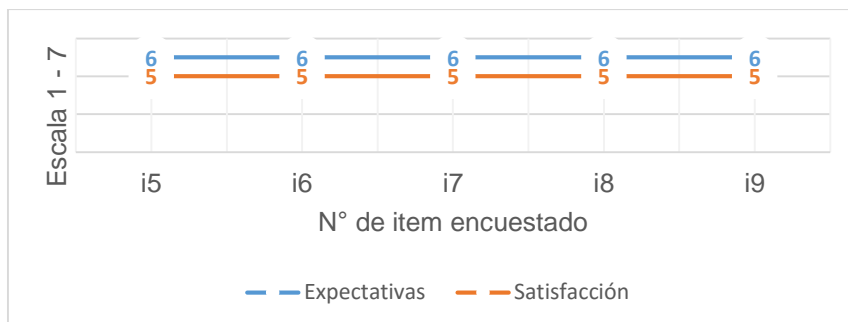 Escala 1 - 7
6 6 6 6 6
5 5 5 5 5
i5 i6 i7 i8 i9
N° de item encuestado
Expectativas Satisfacción